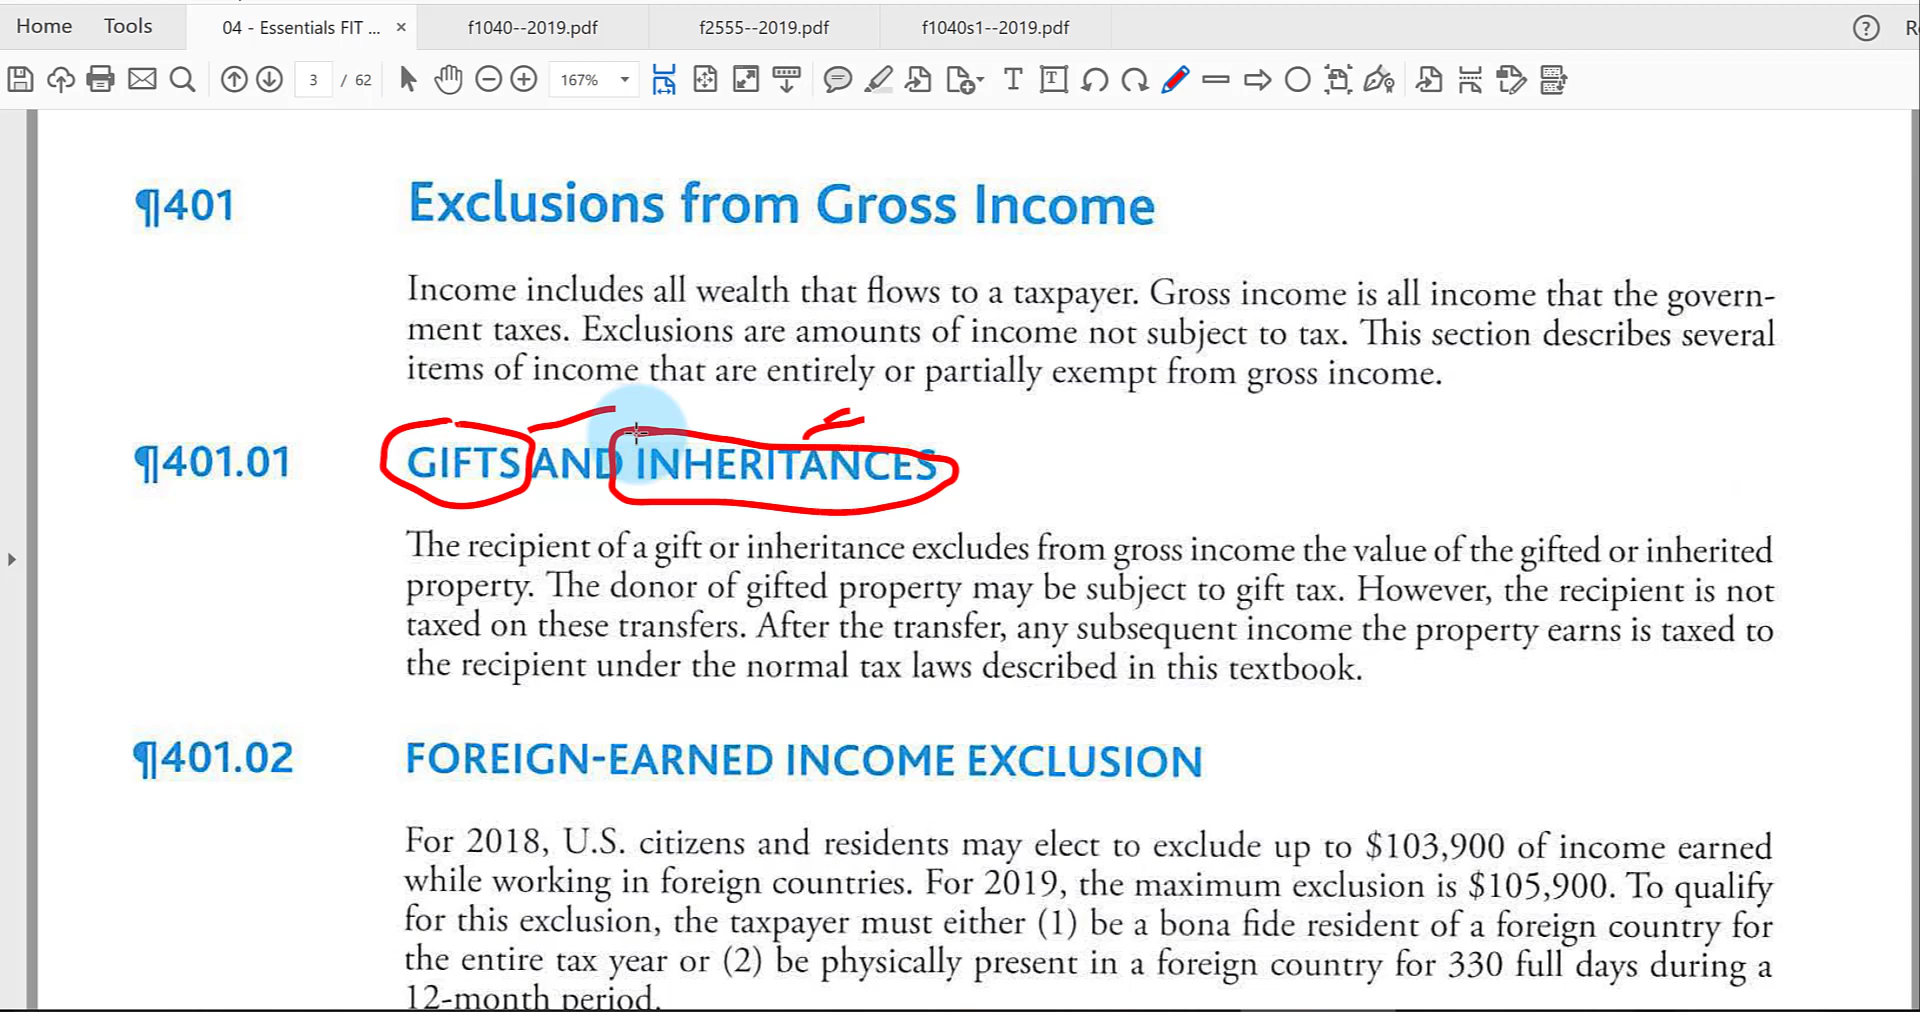 Home Tools 04 - Essentials FIT ... × f1040--2019.pdf f2555--2019.pdf f1040s1--2019.pdf ?
3 / 62 167%
¶401 Exclusions from Gross Income
Income includes all wealth that flows to a taxpayer. Gross income is all income that the govern-
ment taxes. Exclusions are amounts of income not subject to tax. This section describes several
items of income that are entirely or partially exempt from gross income.
¶401.01 GIFTS AND INHERITANCES
The recipient of a gift or inheritance excludes from gross income the value of the gifted or inherited
property. The donor of gifted property may be subject to gift tax. However, the recipient is not
taxed on these transfers. After the transfer, any subsequent income the property earns is taxed to
the recipient under the normal tax laws described in this textbook.
¶401.02 FOREIGN-EARNED INCOME EXCLUSION
For 2018, U.S. citizens and residents may elect to exclude up to $103,900 of income earned
while working in foreign countries. For 2019, the maximum exclusion is $105,900. To qualify
for this exclusion, the taxpayer must either (1) be a bona fide resident of a foreign country for
the entire tax year or (2) be physically present in a foreign country for 330 full days during a
12-month period.